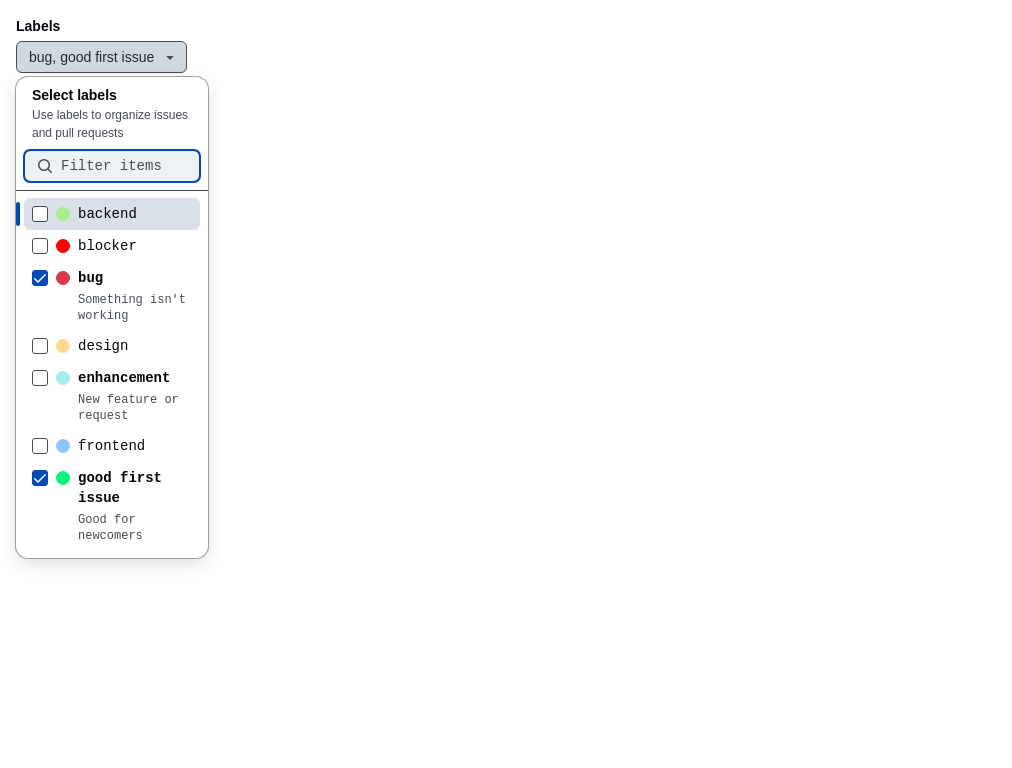 Labels
bug, good first issue
Select labels
Use labels to organize issues
and pull requests
Filter items
backend
blocker
bug
Something isn't
working
design
enhancement
New feature or
request
frontend
good first
issue
Good for
newcomers